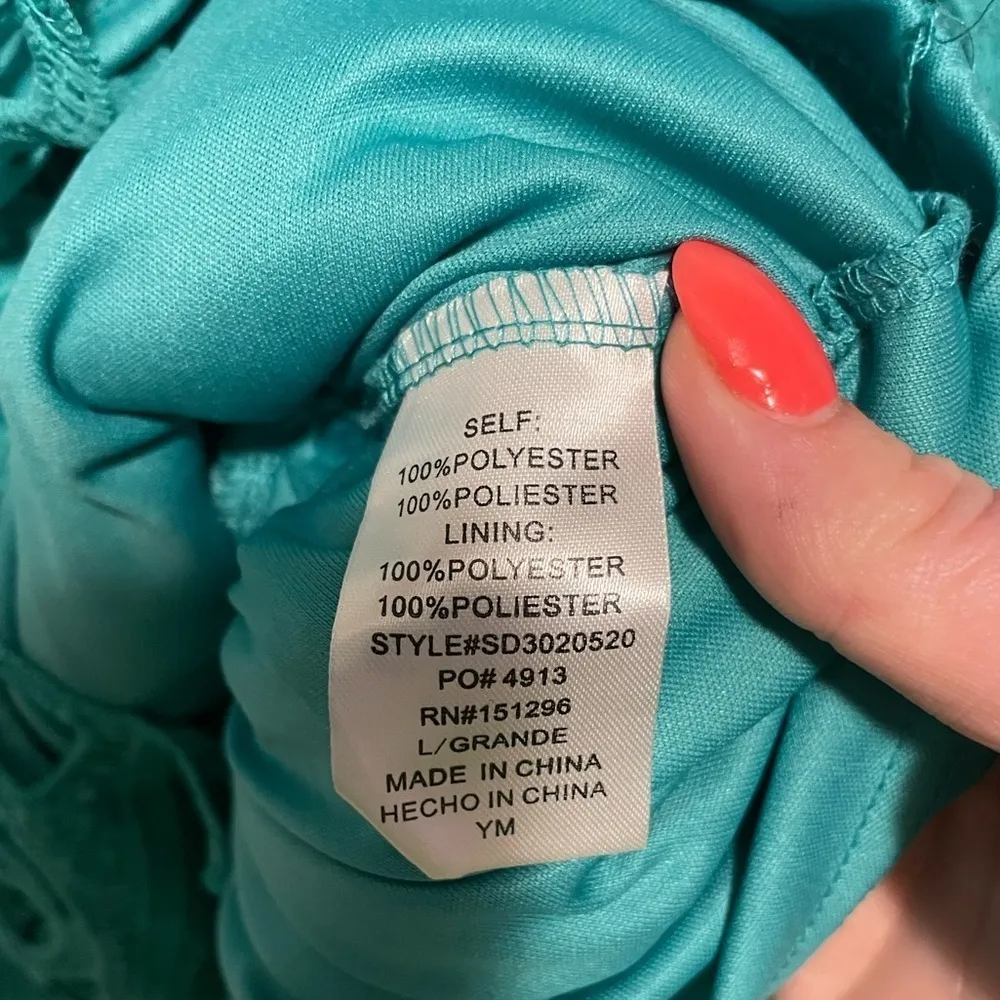 SELF:
100%POLYESTER
100%POLIESTER
LINING:
100%POLYESTER
100%POLIESTER
STYLE#SD3020520
PO# 4913
RN#151296
L/GRANDE
MADE IN CHINA
HECHO IN CHINA
YM